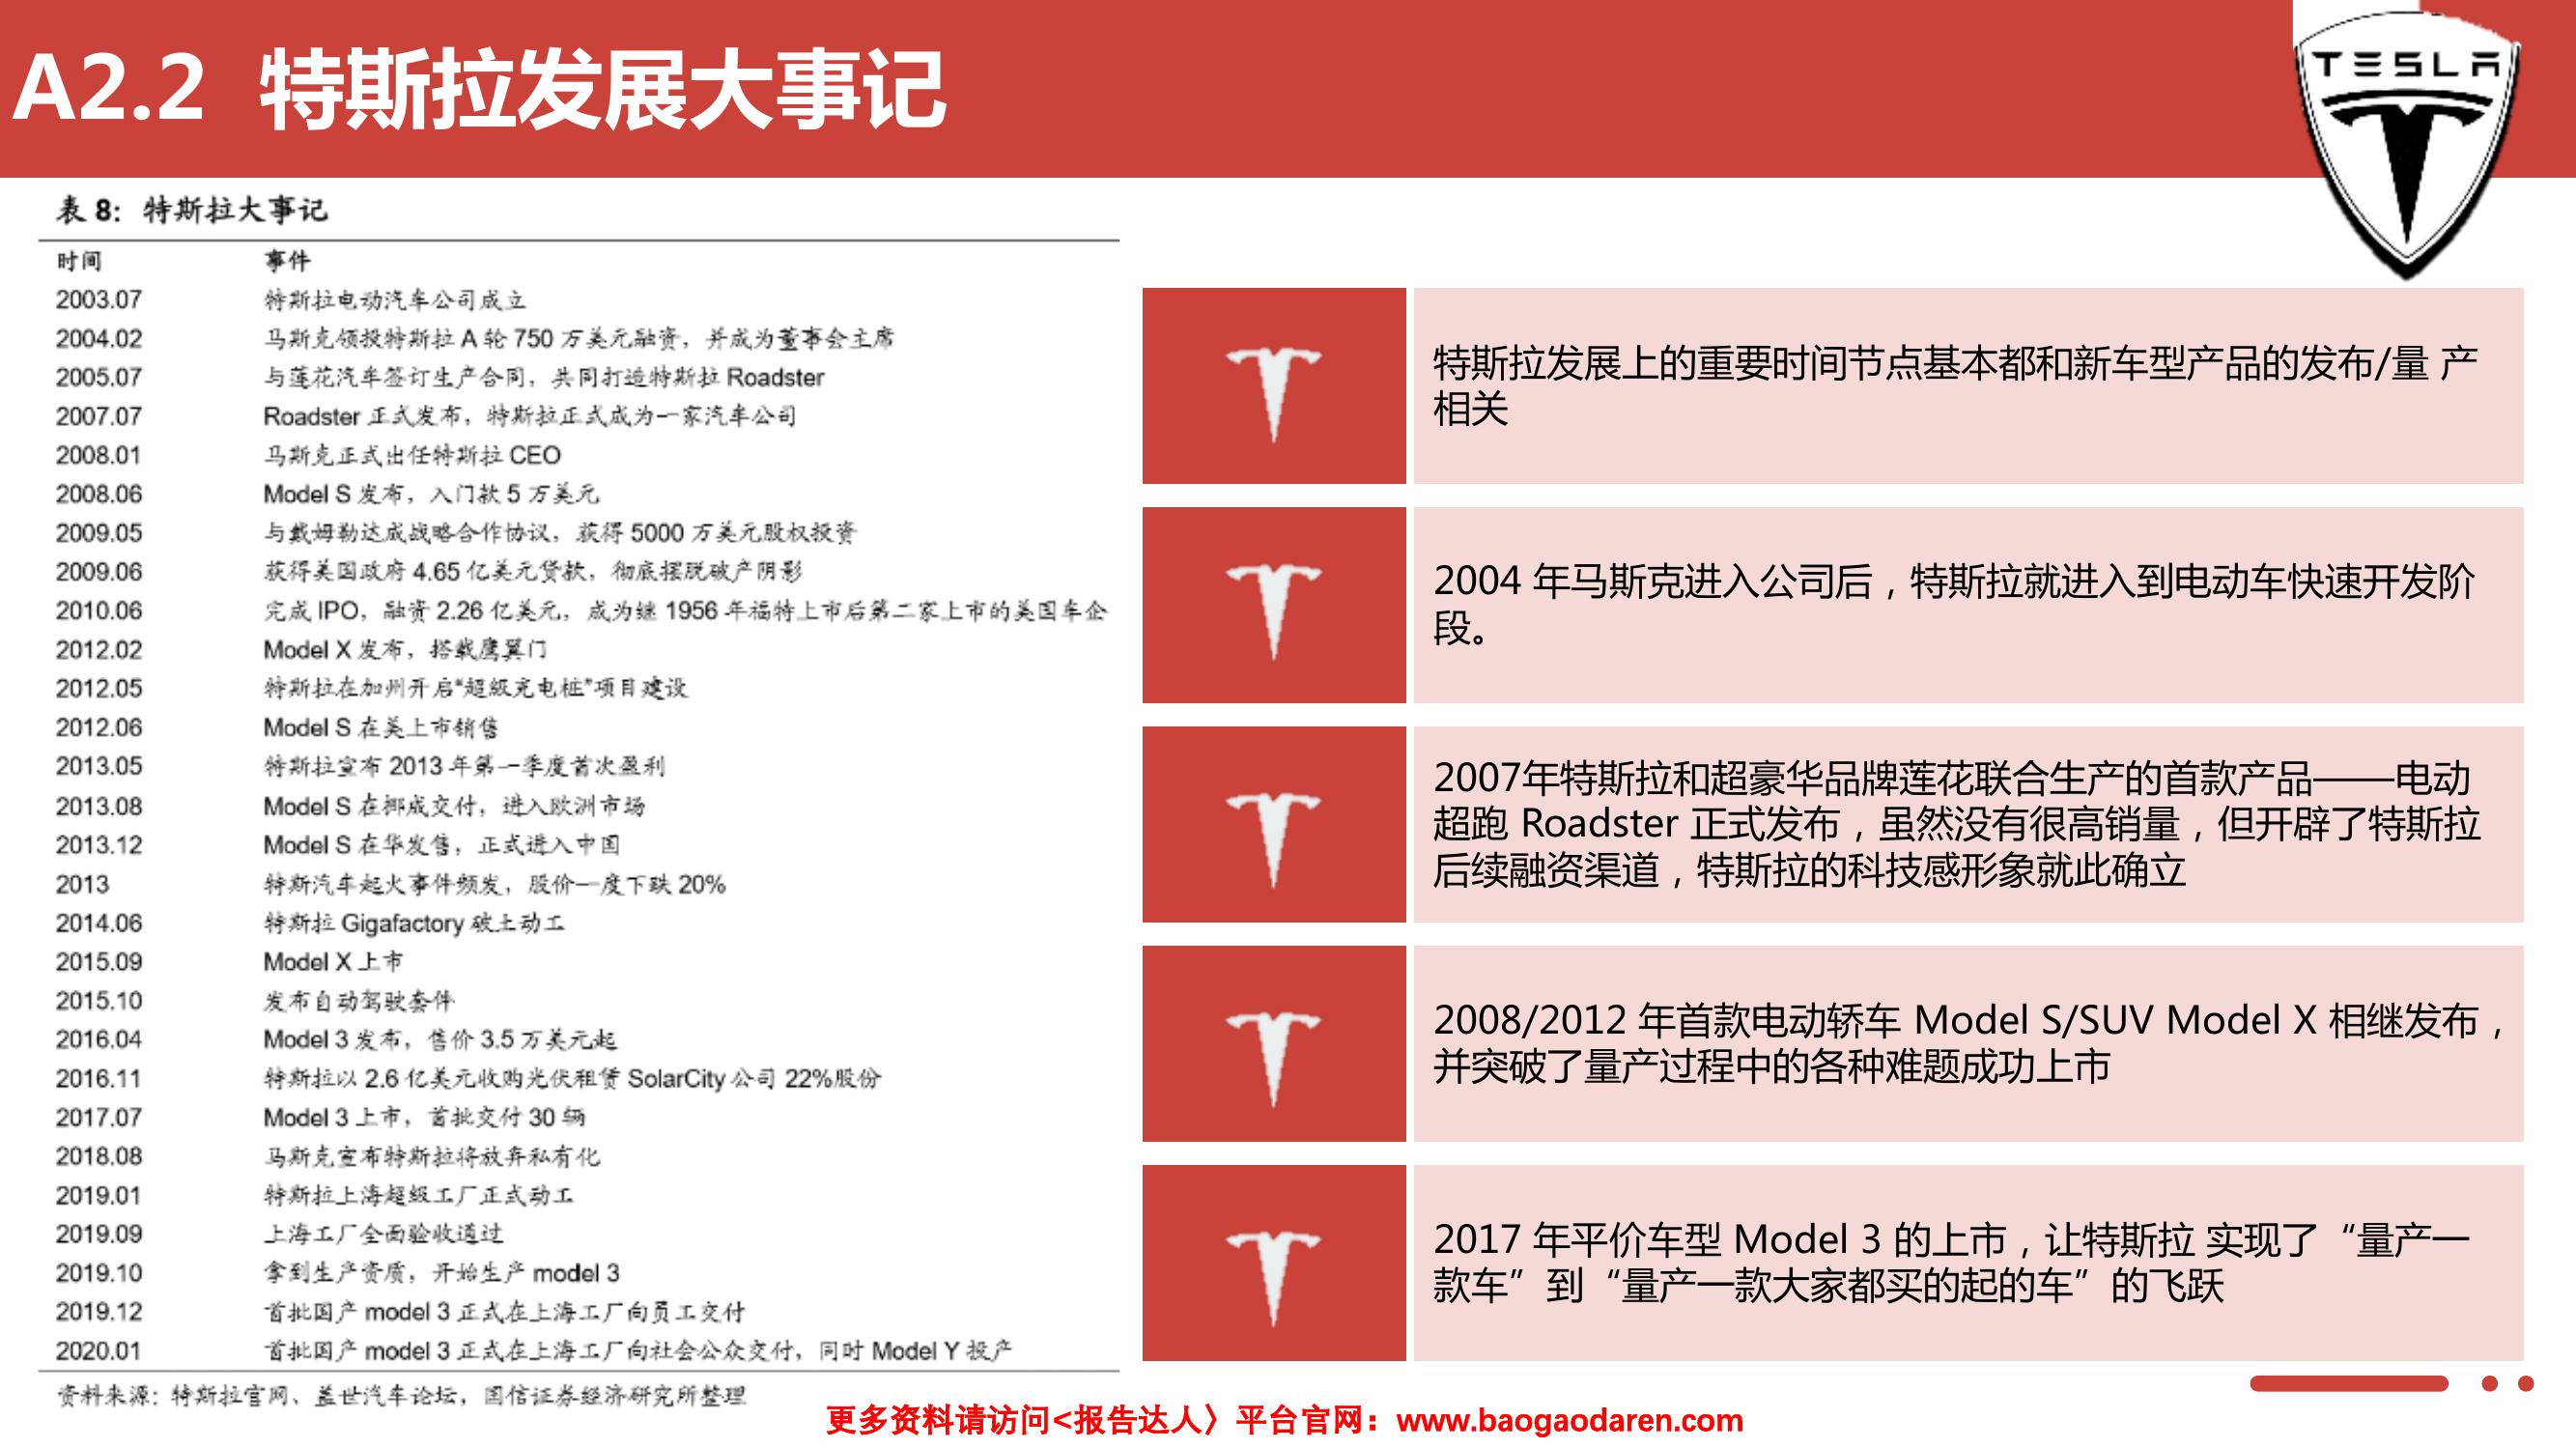 A2.2 特斯拉发展大事记
TESLA
表 8：特斯拉大事记
时间 事件
2003.07 特斯拉电动汽车公司成立
2004.02 马斯克领投特斯拉 A 轮 750 万美元融资，并成为董事会主席
2005.07 与莲花汽车签订生产合同，共同打造特斯拉 Roadster
2007.07 Roadster 正式发布，特斯拉正式成为一家汽车公司
2008.01 马斯克正式出任特斯拉 CEO
2008.06 Model S 发布，入门款 5 万美元
2009.05 与戴姆勒达成战略合作协议，获得 5000 万美元股权投资
2009.06 获得美国政府 4.65 亿美元贷款，彻底摆脱破产阴影
2010.06 完成 IPO，融资 2.26 亿美元，成为继 1956 年福特上市后第二家上市的美国车企
2012.02 Model X 发布，搭载鹰翼门
2012.05 特斯拉在加州开启“超级充电桩”项目建设
2012.06 Model S 在美上市销售
2013.05 特斯拉宣布 2013 年第一季度首次盈利
2013.08 Model S 在挪威交付，进入欧洲市场
2013.12 Model S 在华发售，正式进入中国
2013 特斯汽车起火事件频发，股价一度下跌 20%
2014.06 特斯拉 Gigafactory 破土动工
2015.09 Model X 上市
2015.10 发布自动驾驶套件
2016.04 Model 3 发布，售价 3.5 万美元起
2016.11 特斯拉以 2.6 亿美元收购光伏租赁 SolarCity 公司 22%股份
2017.07 Model 3 上市，首批交付 30 辆
2018.08 马斯克宣布特斯拉将放弃私有化
2019.01 特斯拉上海超级工厂正式动工
2019.09 上海工厂全面验收通过
2019.10 拿到生产资质，开始生产 model 3
2019.12 首批国产 model 3 正式在上海工厂向员工交付
2020.01 首批国产 model 3 正式在上海工厂向社会公众交付，同时 Model Y 投产
资料来源：特斯拉官网、盖世汽车论坛，国信证券经济研究所整理
特斯拉发展上的重要时间节点基本都和新车型产品的发布/量 产
相关
2004 年马斯克进入公司后，特斯拉就进入到电动车快速开发阶
段。
2007年特斯拉和超豪华品牌莲花联合生产的首款产品——电动
超跑 Roadster 正式发布，虽然没有很高销量，但开辟了特斯拉
后续融资渠道，特斯拉的科技感形象就此确立
2008/2012 年首款电动轿车 Model S/SUV Model X 相继发布，
并突破了量产过程中的各种难题成功上市
2017 年平价车型 Model 3 的上市，让特斯拉 实现了“量产一
款车”到“量产一款大家都买的起的车”的飞跃
更多资料请访问<报告达人〉平台官网：www.baogaodaren.com